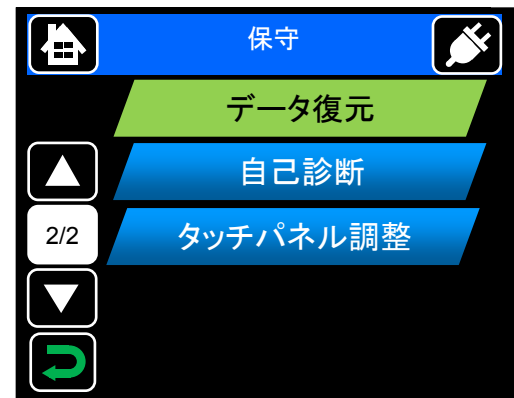 保守
データ復元
自己診断
2/2
タッチパネル調整